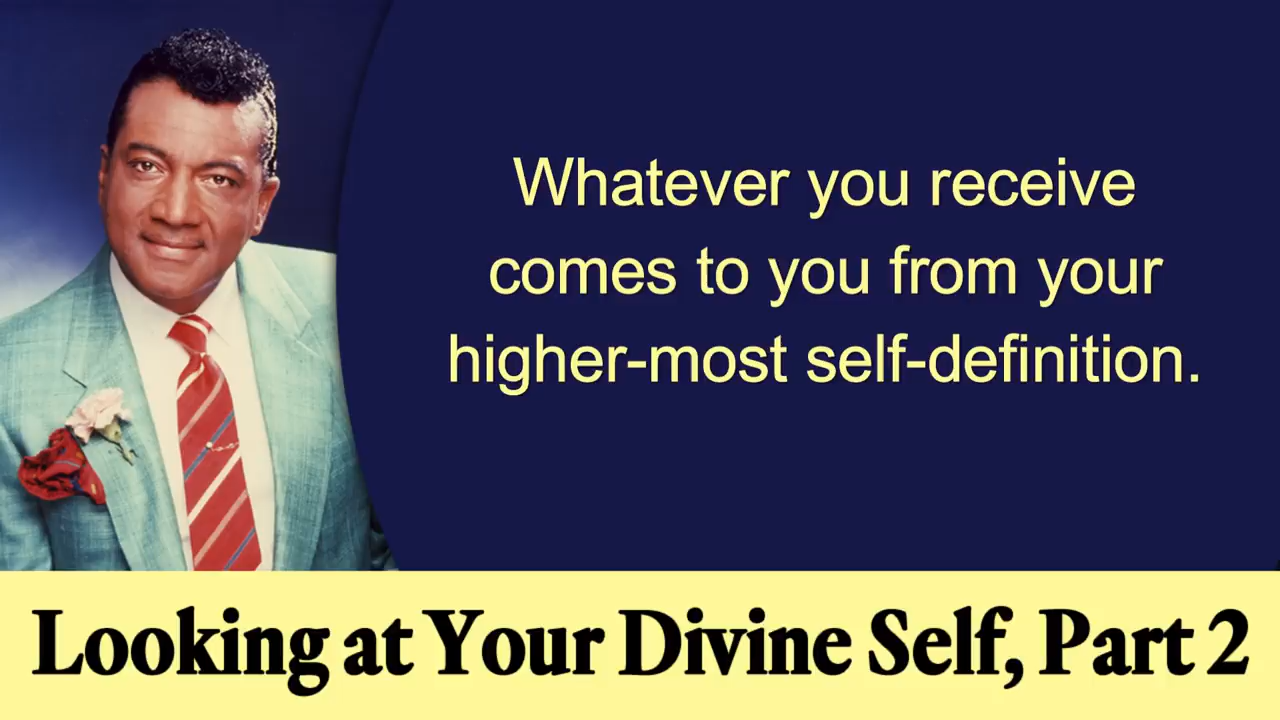 Whatever you receive
comes to you from your
higher-most self-definition.
Looking at Your Divine Self, Part 2